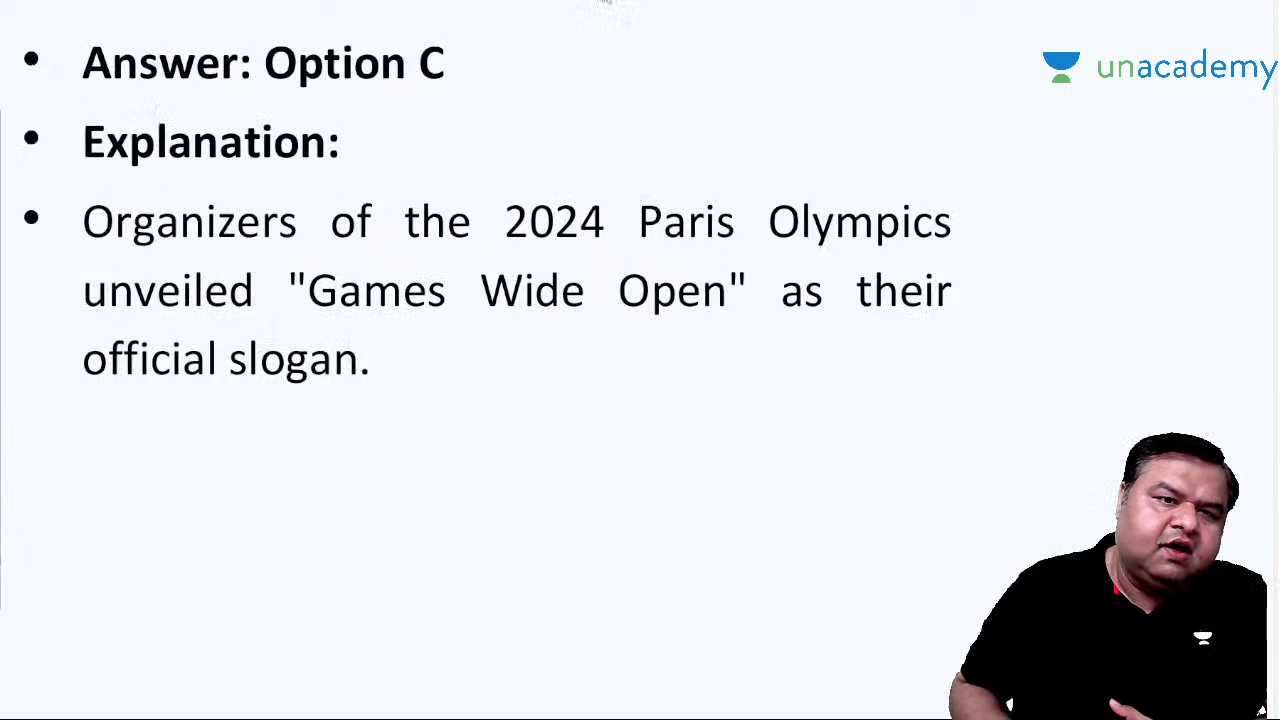 • Answer: Option C
unacademy
• Explanation:
• Organizers of the 2024 Paris Olympics
unveiled "Games Wide Open" as their
official slogan.